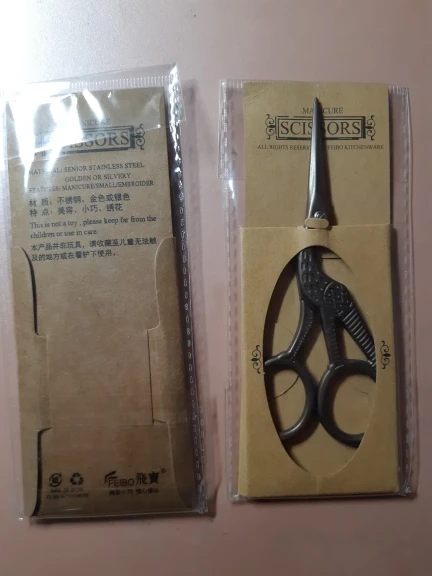 MANICURE
SCISSORS
SENIOR STAINLESS STEEL
GOLDEN OR SILVERY
MANICURE/SMALL/EMBROIDER
材 质：不锈钢、金色或银色
特 点：美容、小巧、绣花
This is not a toy , please keep far from the
children or use in care
本产品并非玩具，请收藏至儿童无法触
及的地方或在看护下使用。
FEIBO 飛寶
MANICURE
SCISSORS
ALL RIGHTS RESERVED FEIBO KITCHENWARE